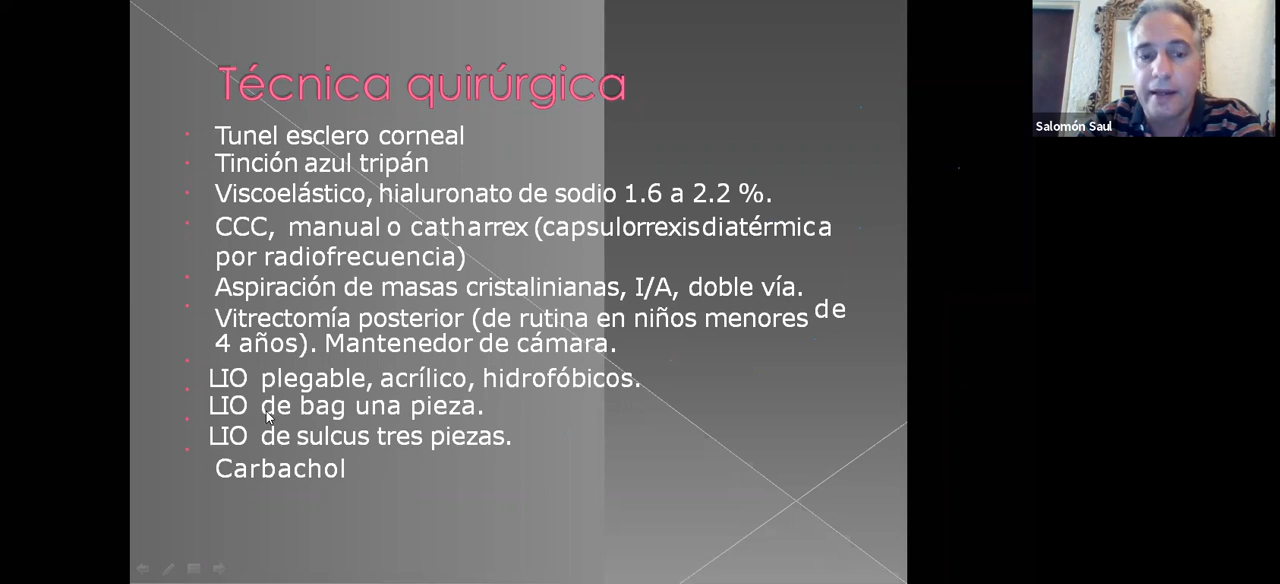 Técnica quirúrgica
Tunel esclero corneal
Tinción azul tripán
Viscoelástico, hialuronato de sodio 1.6 a 2.2 %.
CCC, manual o catharrex (capsulorrexis diatérmica
por radiofrecuencia)
Aspiración de masas cristalinianas, I/A, doble vía.
Vitrectomía posterior (de rutina en niños menores de
4 años). Mantenedor de cámara.
LIO plegable, acrílico, hidrofóbicos.
LIO de bag una pieza.
LIO de sulcus tres piezas.
Carbachol
Salomón Saul